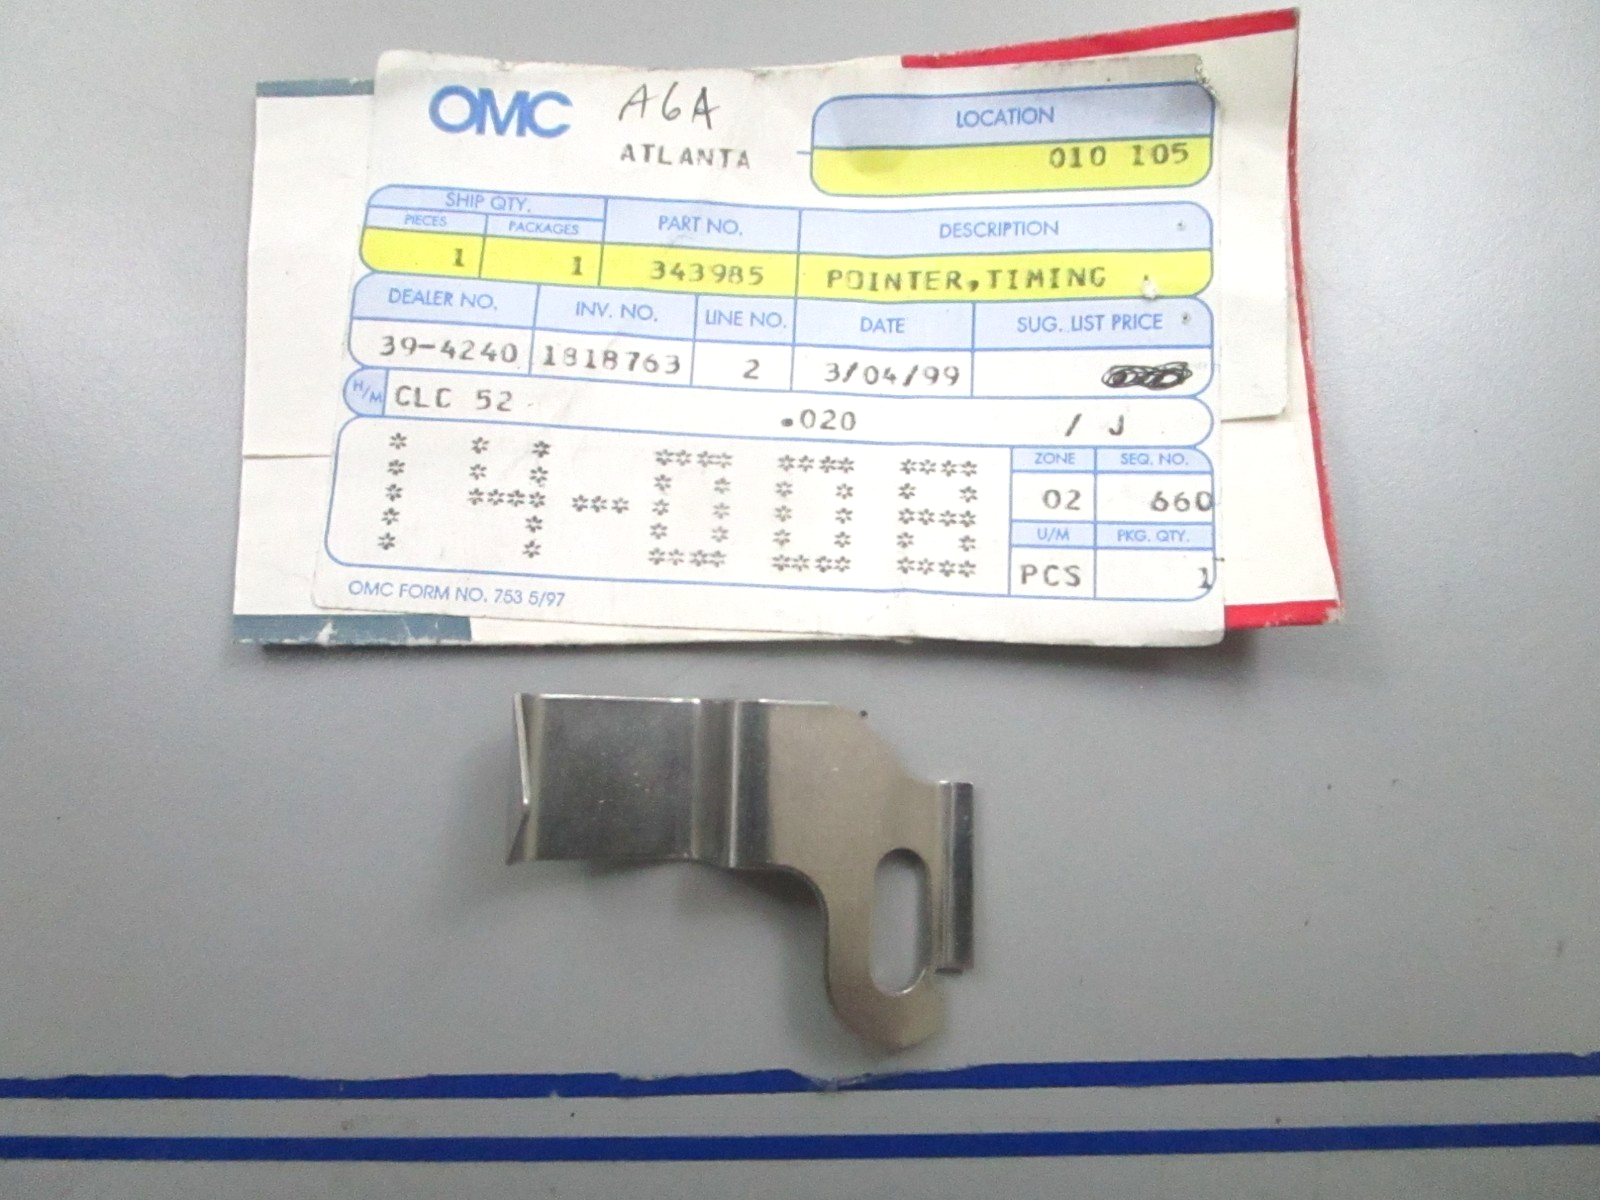 OMC A6A
ATLANTA
LOCATION
010 105
SHIP QTY.
PIECES PACKAGES PART NO. DESCRIPTION
1 1 343985 POINTER,TIMING
DEALER NO. INV. NO. LINE NO. DATE SUG. LIST PRICE
39-4240 1818763 2 3/04/99
H/M CLC 52 .020 / J
14-008
ZONE SEQ. NO.
02 660
U/M PKG. QTY.
PCS 1
OMC FORM NO. 753 5/97